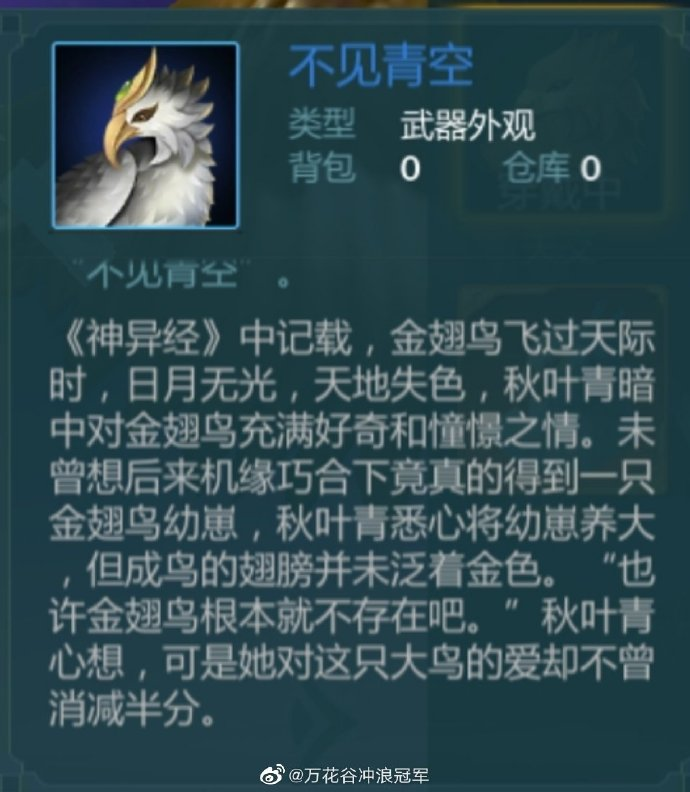 不见青空
类型 武器外观
背包 0 仓库 0
穿戴中
“不见青空”。
《神异经》中记载，金翅鸟飞过天际
时，日月无光，天地失色，秋叶青暗
中对金翅鸟充满好奇和憧憬之情。未
曾想后来机缘巧合下竟真的得到一只
金翅鸟幼崽，秋叶青悉心将幼崽养大
，但成鸟的翅膀并未泛着金色。“也
许金翅鸟根本就不存在吧。”秋叶青
心想，可是她对这只大鸟的爱却不曾
消减半分。
@万花谷冲浪冠军